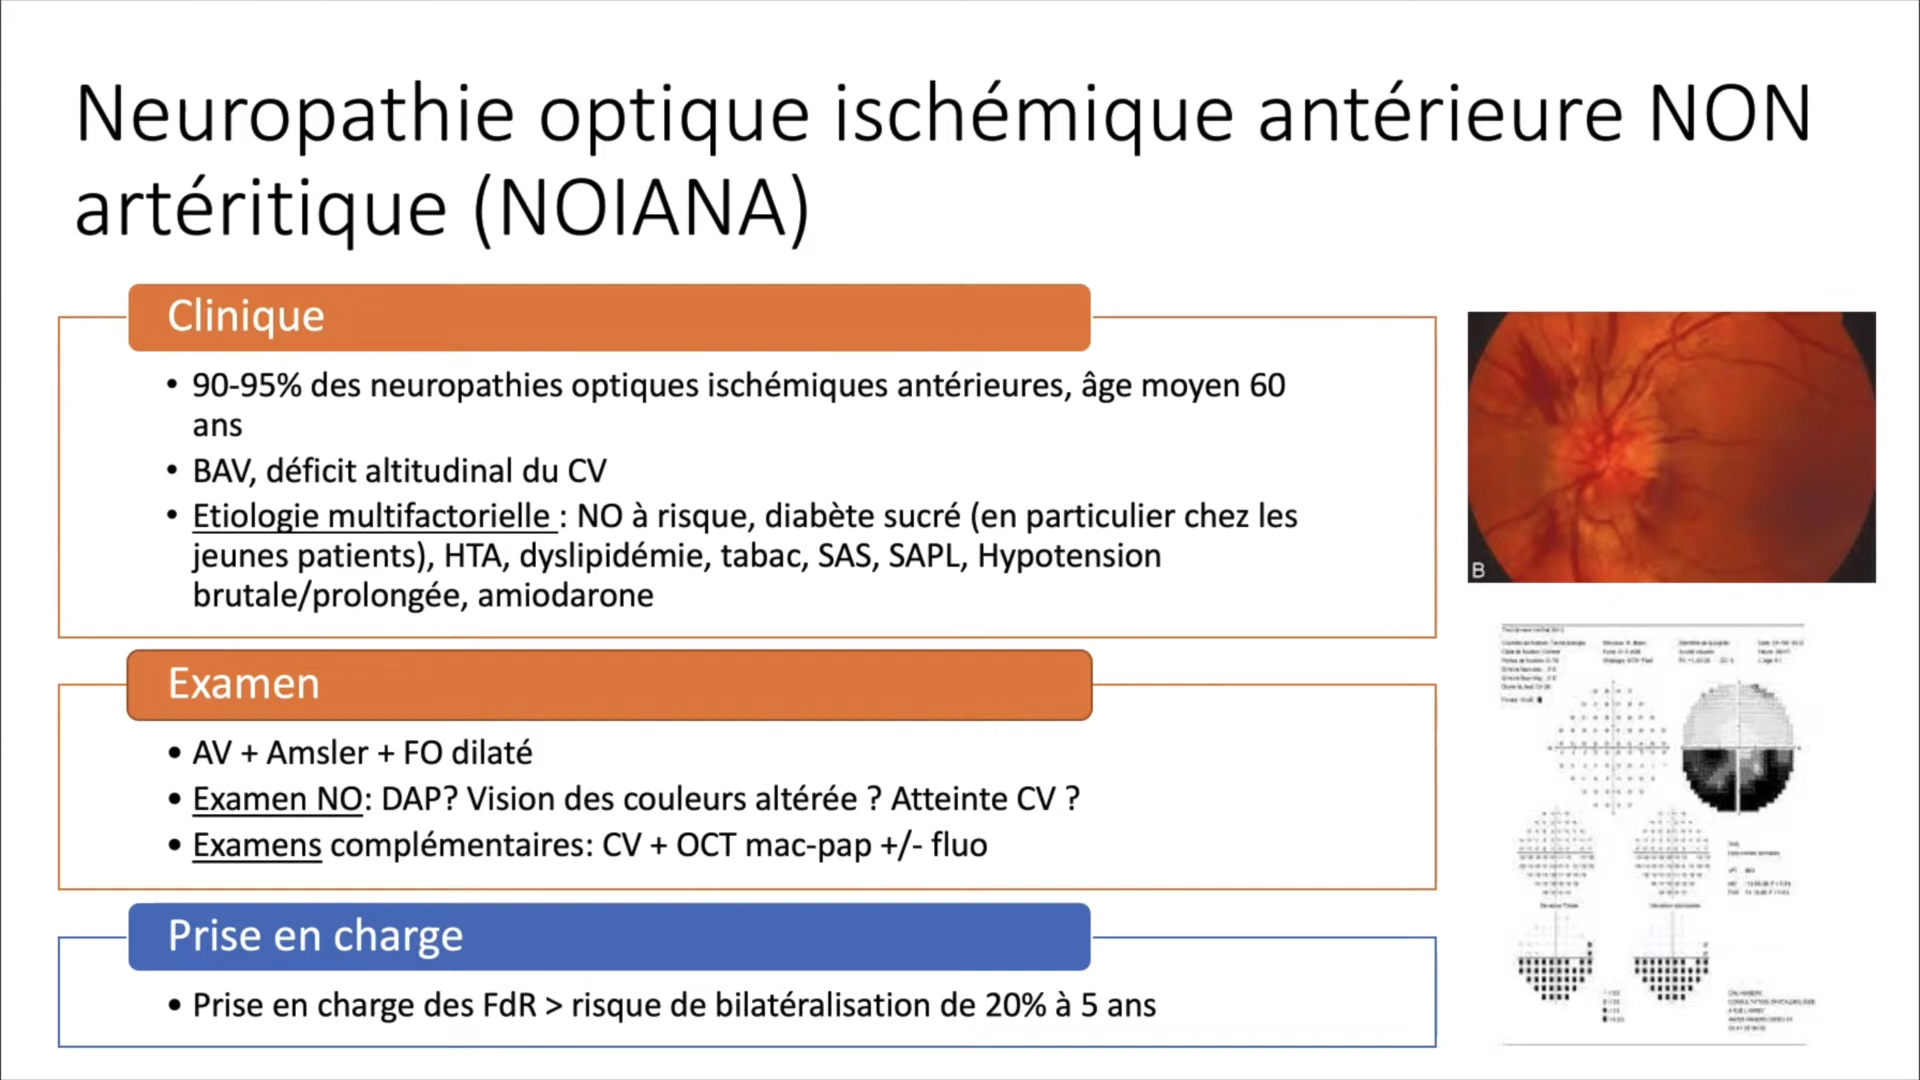 Neuropathie optique ischémique antérieure NON
artéritique (NOIANA)
Clinique
• 90-95% des neuropathies optiques ischémiques antérieures, âge moyen 60
ans
• BAV, déficit altitudinal du CV
• Etiologie multifactorielle : NO à risque, diabète sucré (en particulier chez les
jeunes patients), HTA, dyslipidémie, tabac, SAS, SAPL, Hypotension
brutale/prolongée, amiodarone
B
Examen
• AV + Amsler + FO dilaté
• Examen NO: DAP? Vision des couleurs altérée ? Atteinte CV ?
• Examens complémentaires: CV + OCT mac-pap +/- fluo
Prise en charge
• Prise en charge des FdR > risque de bilatéralisation de 20% à 5 ans